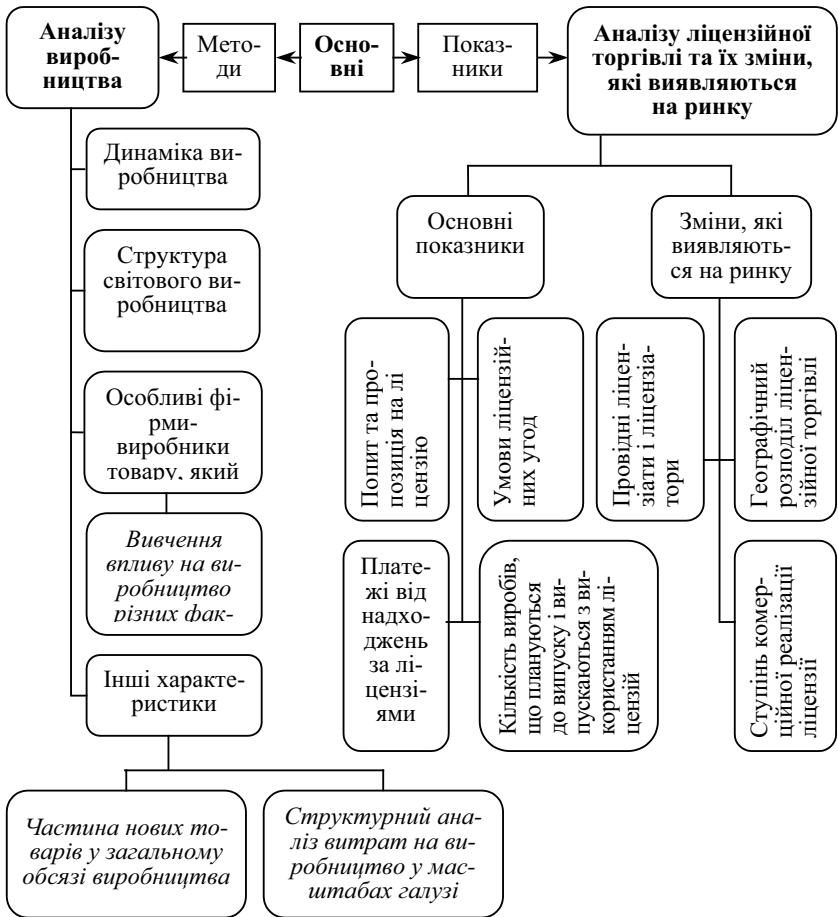 Аналізу
вироб-
ництва
Мето-
ди
Осно-
вні
Показ-
ники
Аналізу ліцензійної
торгівлі та їх зміни,
які виявляються
на ринку
Динаміка ви-
робництва
Структура
світового ви-
робництва
Особливі фі-
рми-
виробники
товару, який
Вивчення
впливу на ви-
робництво
різних фак-
Інші характе-
ристики
Частина нових то-
варів у загальному
обсязі виробництва
Структурний ана-
ліз витрат на ви-
робництво у мас-
штабах галузі
Основні
показники
Зміни, які
виявляють-
ся на ринку
Попит та про-
позиція на лі
цензію
Умови ліцензій-
них угод
Провідні ліцен-
зіати і ліцензіа-
тори
Географічний
розподіл ліцен-
зійної торгівлі
Плате-
жі від
надхо-
джень
за лі-
цензі-
ями
Кількість виробів,
що плануються
до випуску і ви-
пускаються з ви-
користанням лі-
цензій
Ступінь комер-
ційної реалізації
ліцензії